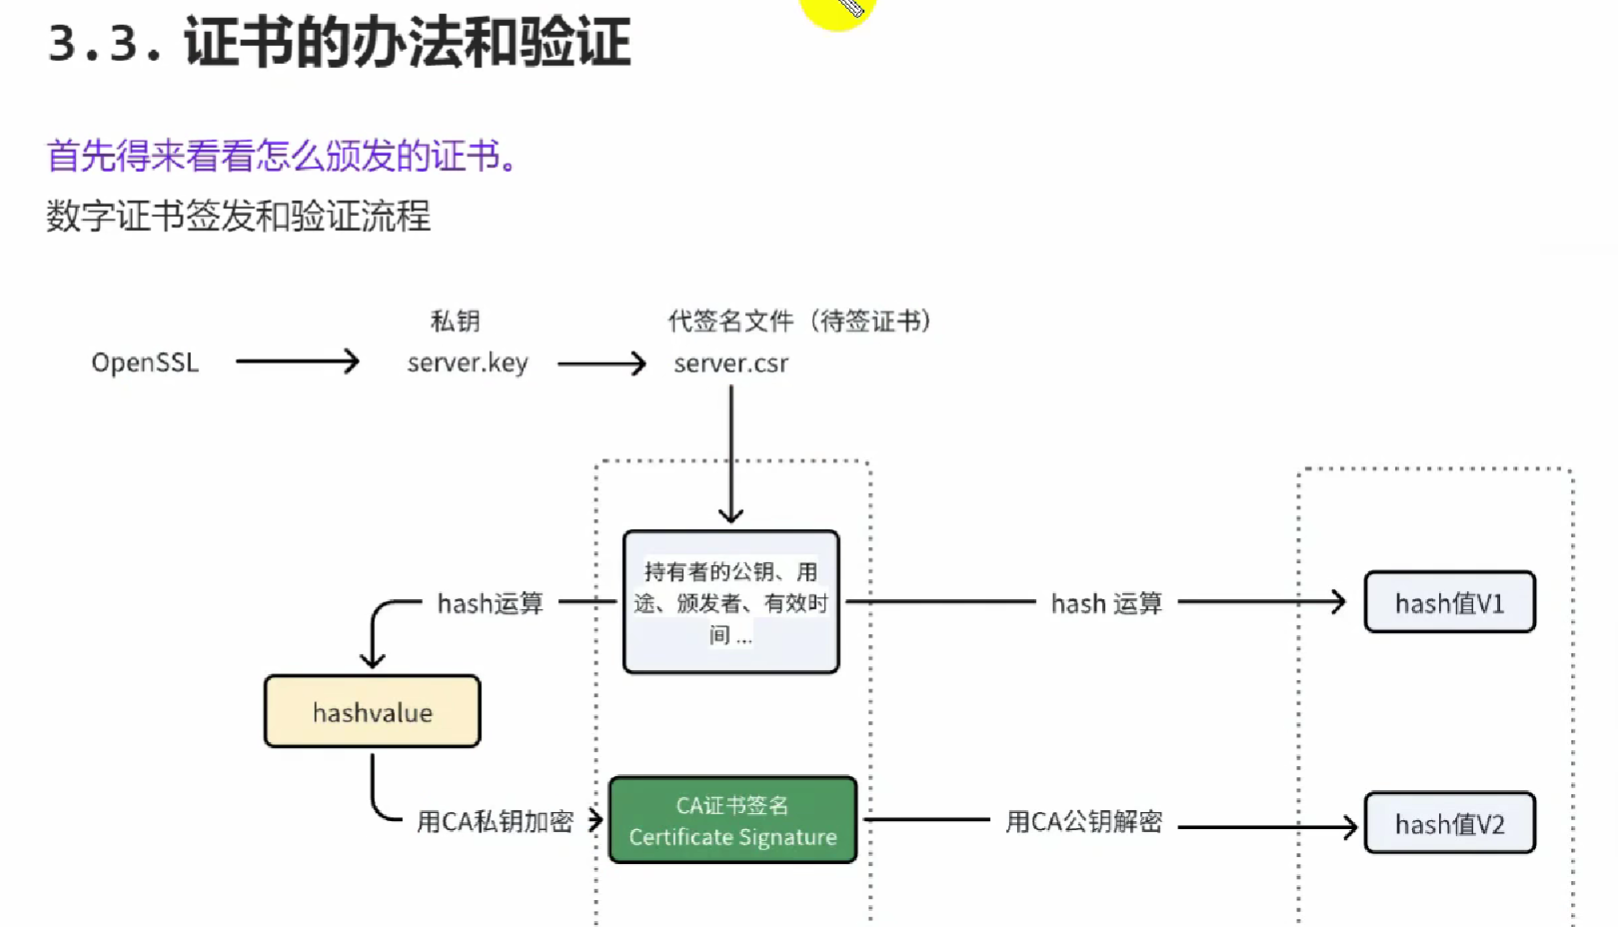 3.3. 证书的办法和验证
首先得来看看怎么颁发的证书。
数字证书签发和验证流程
私钥
代签名文件（待签证书）
OpenSSL
server.key
server.csr
持有者的公钥、用
途、颁发者、有效时
间 ...
hash运算
hash 运算
hash值V1
hashvalue
CA证书签名
Certificate Signature
用CA私钥加密
用CA公钥解密
hash值V2